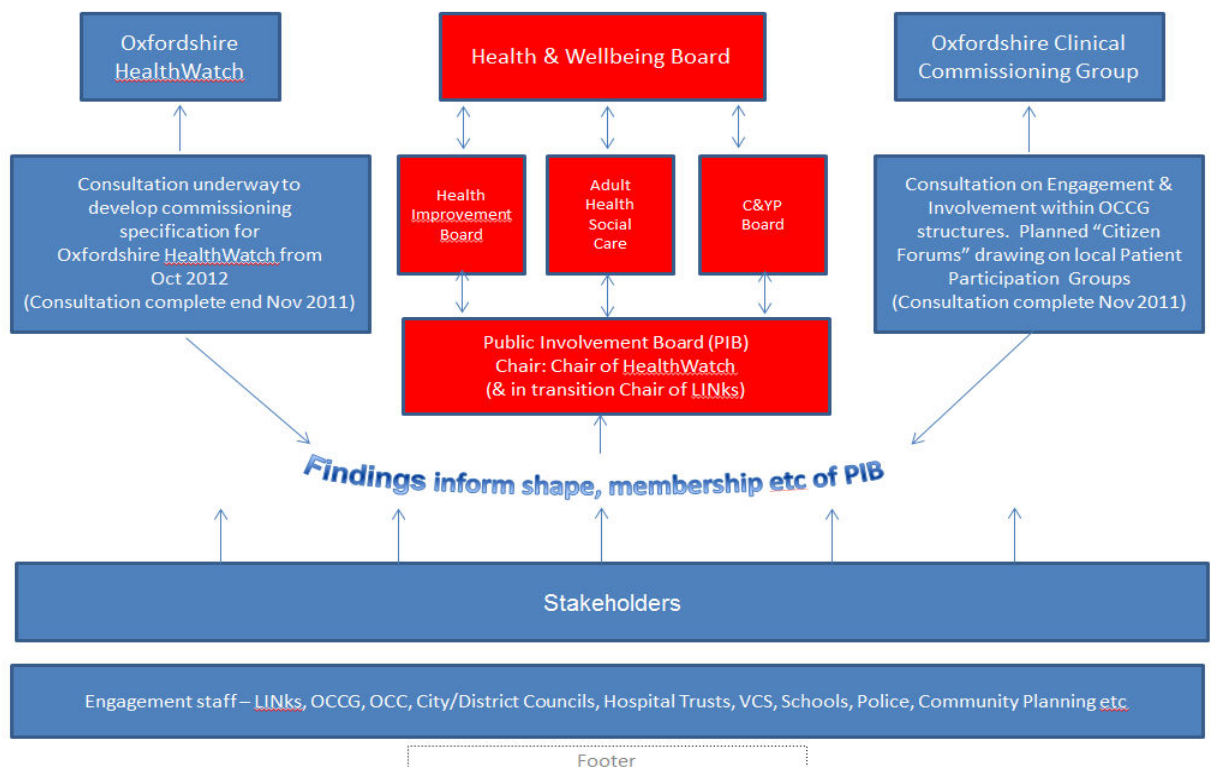 Oxfordshire
HealthWatch
Health & Wellbeing Board
Oxfordshire Clinical
Commissioning Group
Consultation underway to
develop commissioning
specification for
Oxfordshire HealthWatch from
Oct 2012
(Consultation complete end Nov 2011)
Health
Improvement
Board
Adult
Health
Social
Care
C&YP
Board
Consultation on Engagement &
Involvement within OCCG
structures. Planned “Citizen
Forums” drawing on local Patient
Participation Groups
(Consultation complete Nov 2011)
Public Involvement Board (PIB)
Chair: Chair of HealthWatch
(& in transition Chair of LINks)
Findings inform shape, membership etc of PIB
Stakeholders
Engagement staff – LINks, OCCG, OCC, City/District Councils, Hospital Trusts, VCS, Schools, Police, Community Planning etc
Footer